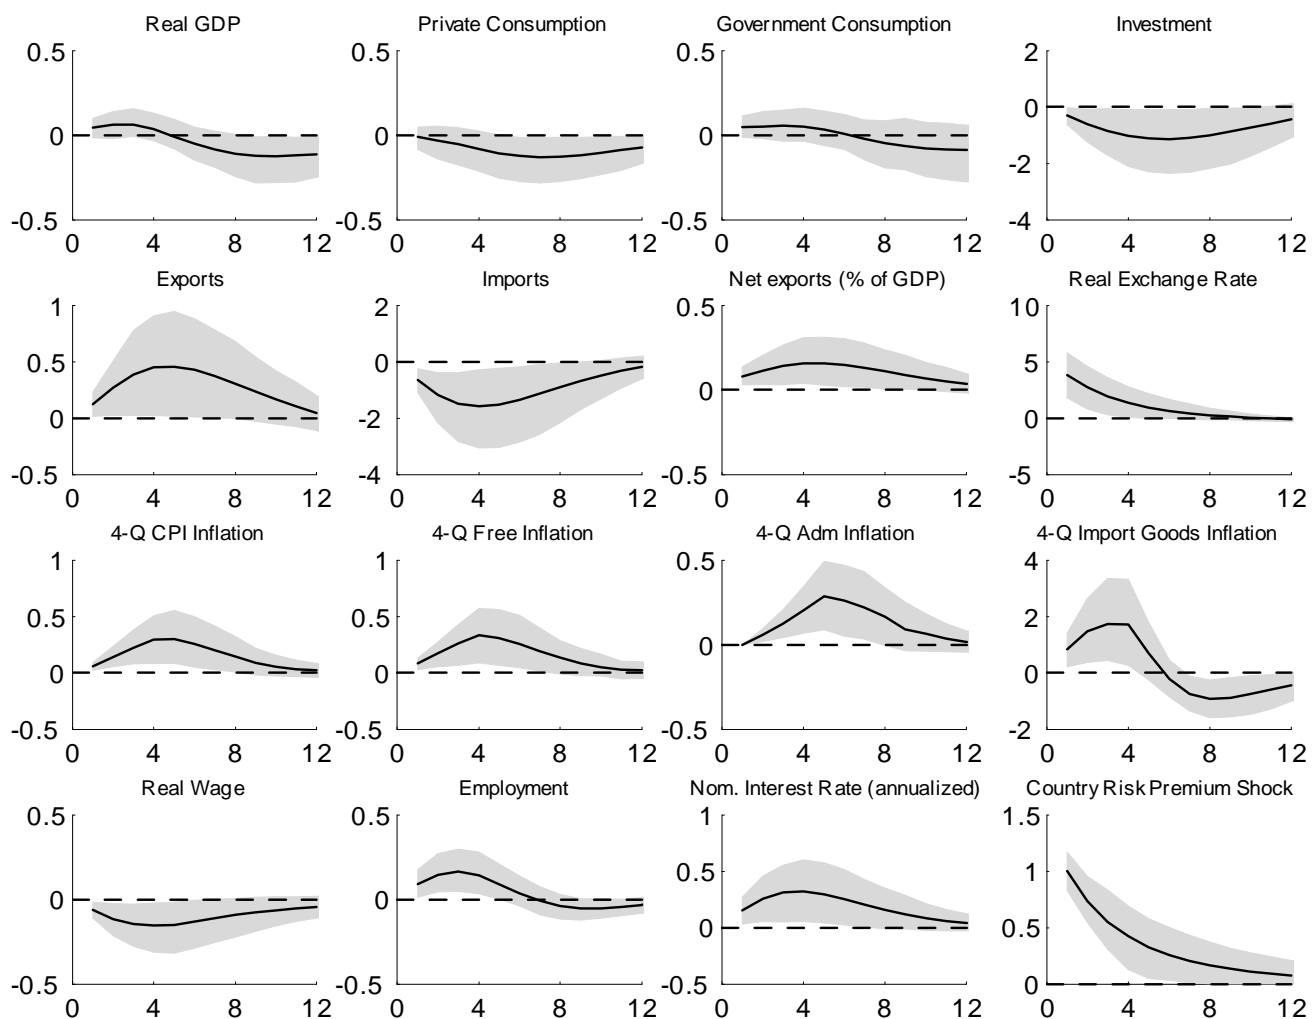 Real GDP Private Consumption Government Consumption Investment
0.5 0.5 0.5 2
0 0 0 0
-2
-0.5 -0.5 -0.5 -4
0 4 8 12 0 4 8 12 0 4 8 12 0 4 8 12
Exports Imports Net exports (% of GDP) Real Exchange Rate
1 2 0.5 10
0.5 0 5
0 -2 0 0
-0.5 -4 -0.5 -5
0 4 8 12 0 4 8 12 0 4 8 12 0 4 8 12
4-Q CPI Inflation 4-Q Free Inflation 4-Q Adm Inflation 4-Q Import Goods Inflation
1 1 0.5 4
0.5 0.5 2
0 0 0 0
-0.5 -0.5 -0.5 -2
0 4 8 12 0 4 8 12 0 4 8 12 0 4 8 12
Real Wage Employment Nom. Interest Rate (annualized) Country Risk Premium Shock
0.5 0.5 1 1.5
0.5 1
0 0 0 0.5
-0.5 -0.5 -0.5 0
0 4 8 12 0 4 8 12 0 4 8 12 0 4 8 12